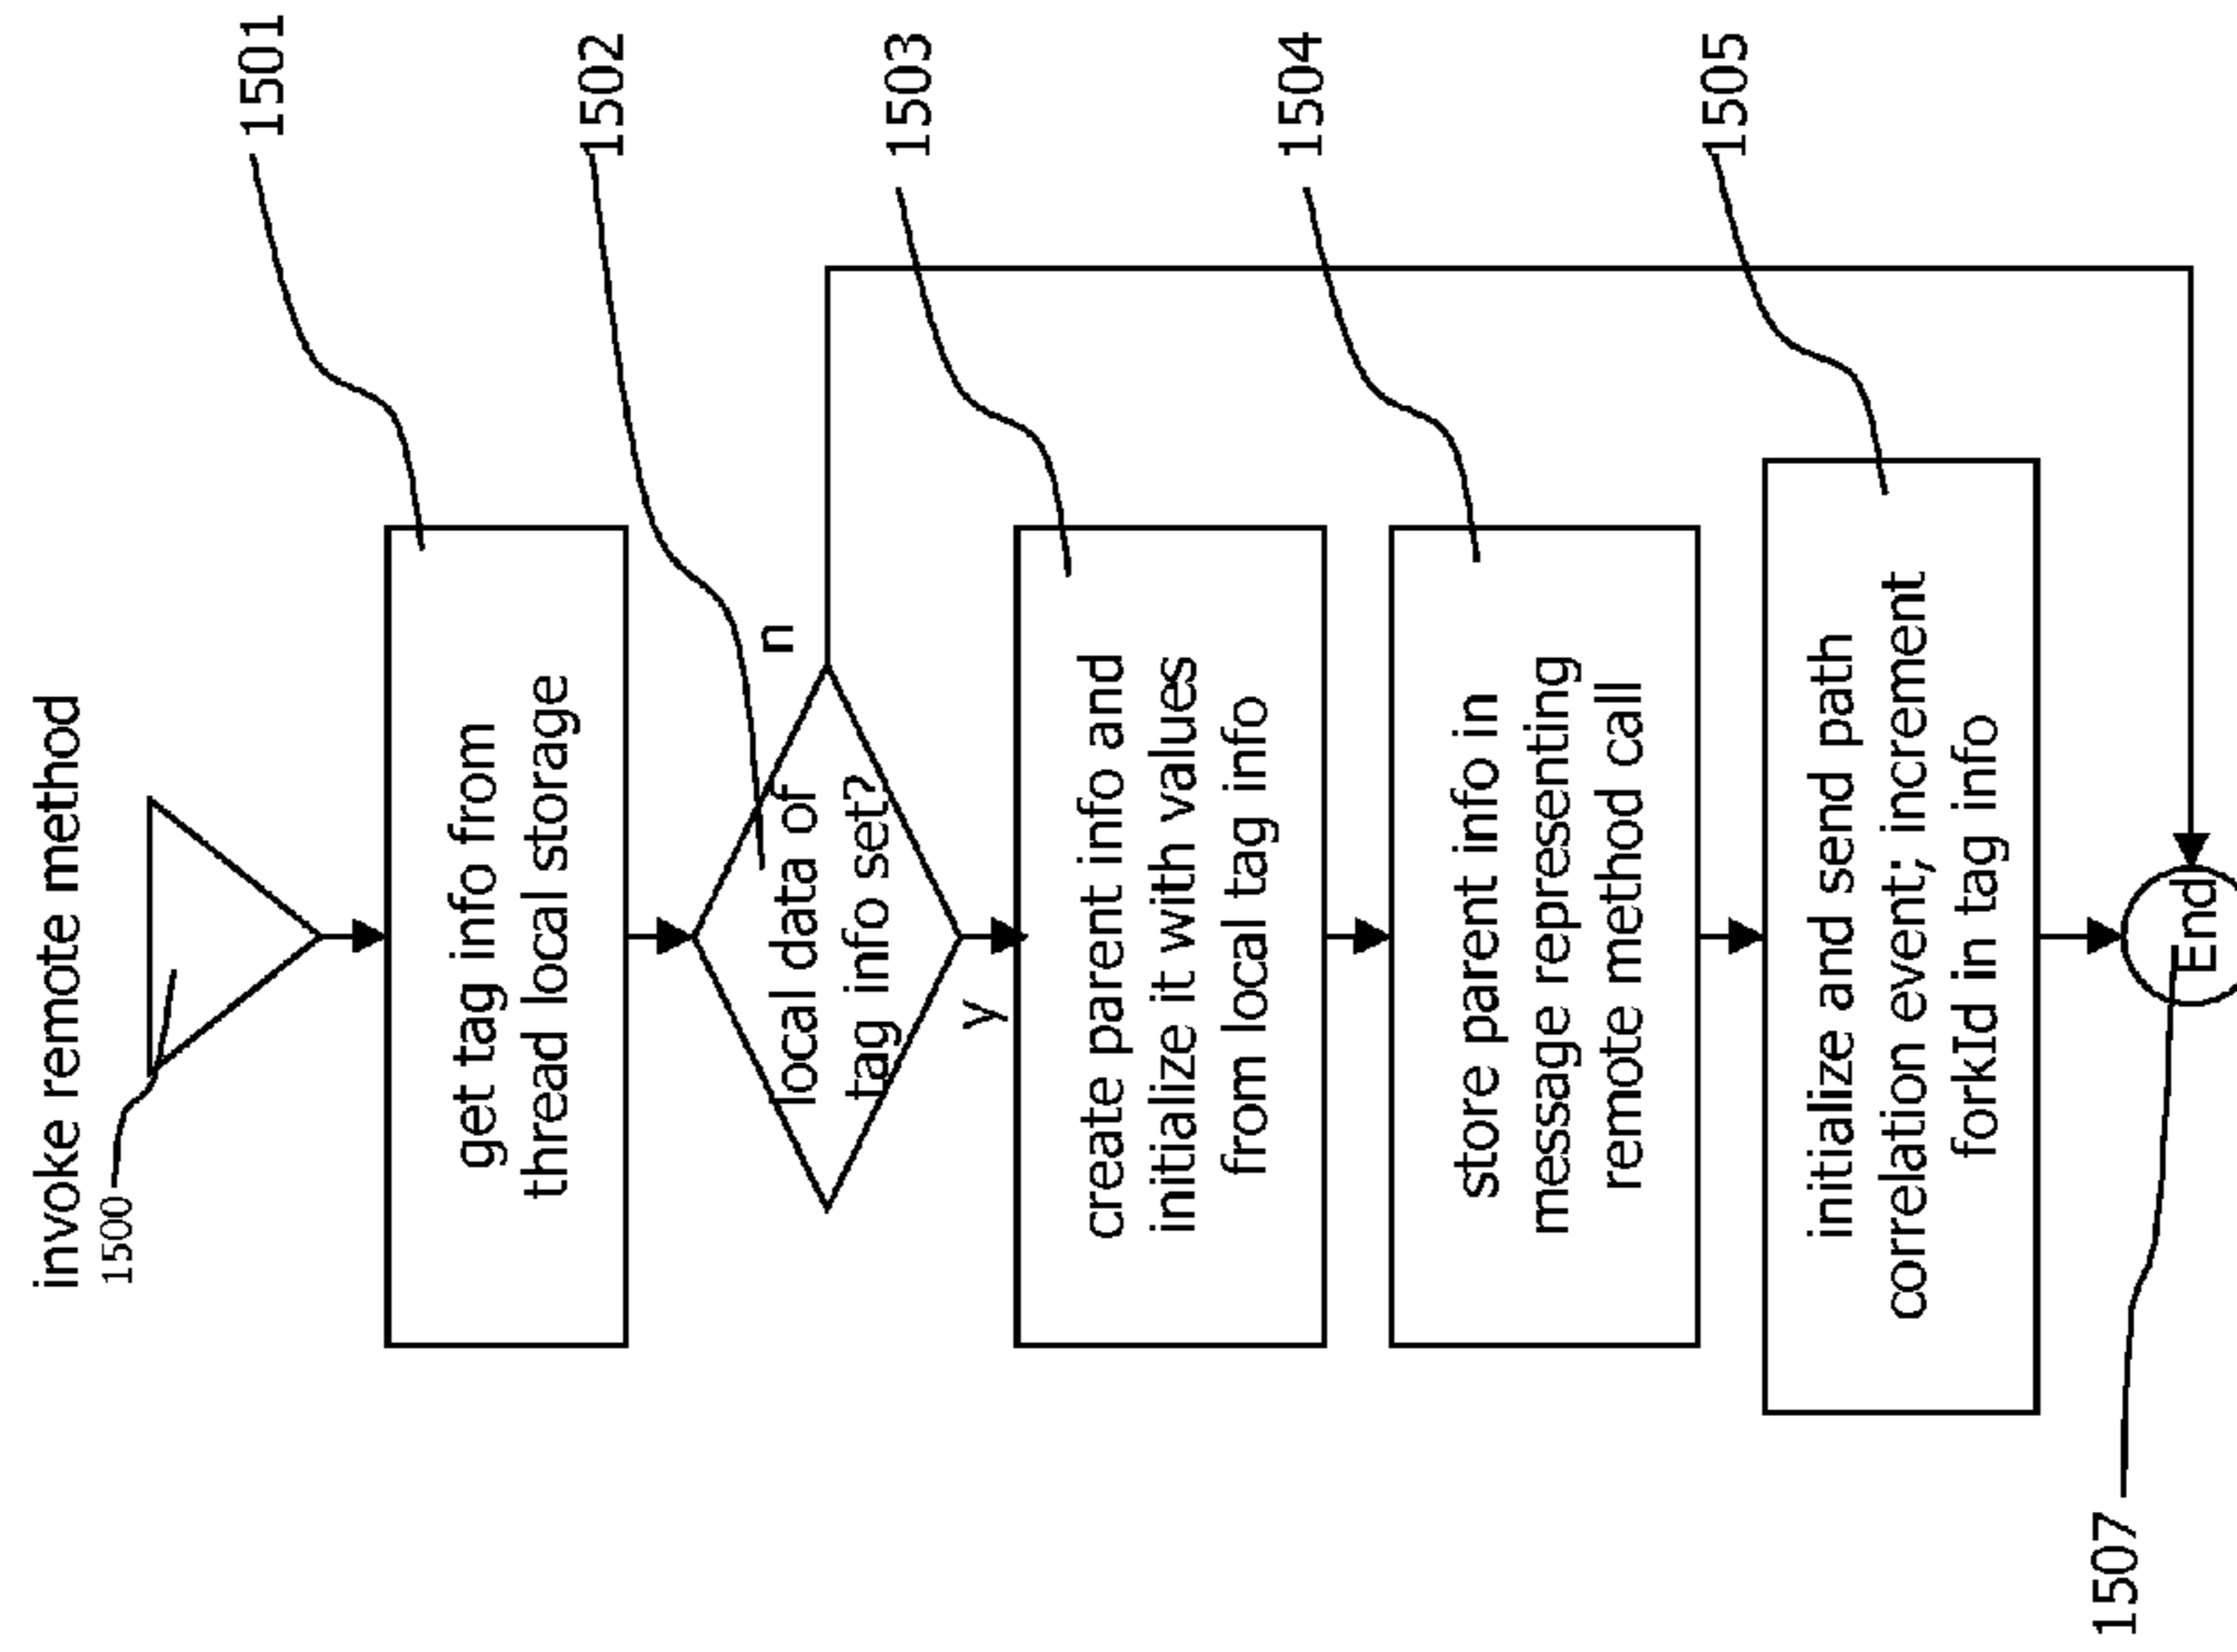 invoke remote method
1500
1501
get tag info from
thread local storage
1502
n
local data of
tag info set?
y
1503
create parent info and
initialize it with values
from local tag info
1504
store parent info in
message representing
remote method call
1505
initialize and send path
correlation event; increment
forkId in tag info
End
1507